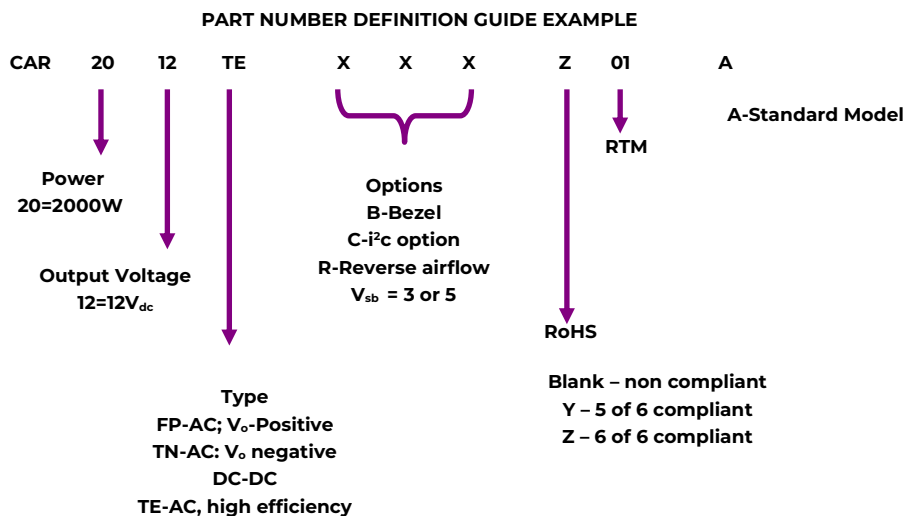 PART NUMBER DEFINITION GUIDE EXAMPLE
CAR 20 12 TE X X X Z 01 A
A-Standard Model
RTM
Power
20=2000W
Options
B-Bezel
C-i²c option
R-Reverse airflow
Vsb = 3 or 5
Output Voltage
12=12Vdc
RoHS
Blank – non compliant
Y – 5 of 6 compliant
Z – 6 of 6 compliant
Type
FP-AC; Vo-Positive
TN-AC: Vo negative
DC-DC
TE-AC, high efficiency